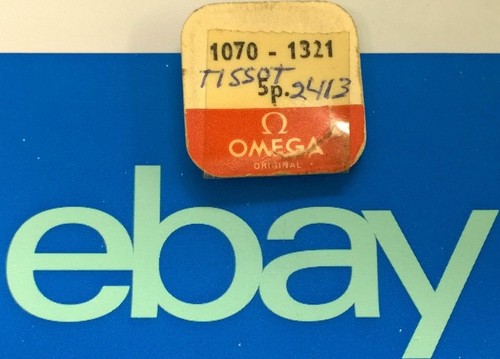 1070 - 1321
TISSOT
5p. 2413
Ω
OMEGA
ORIGINAL
ebay